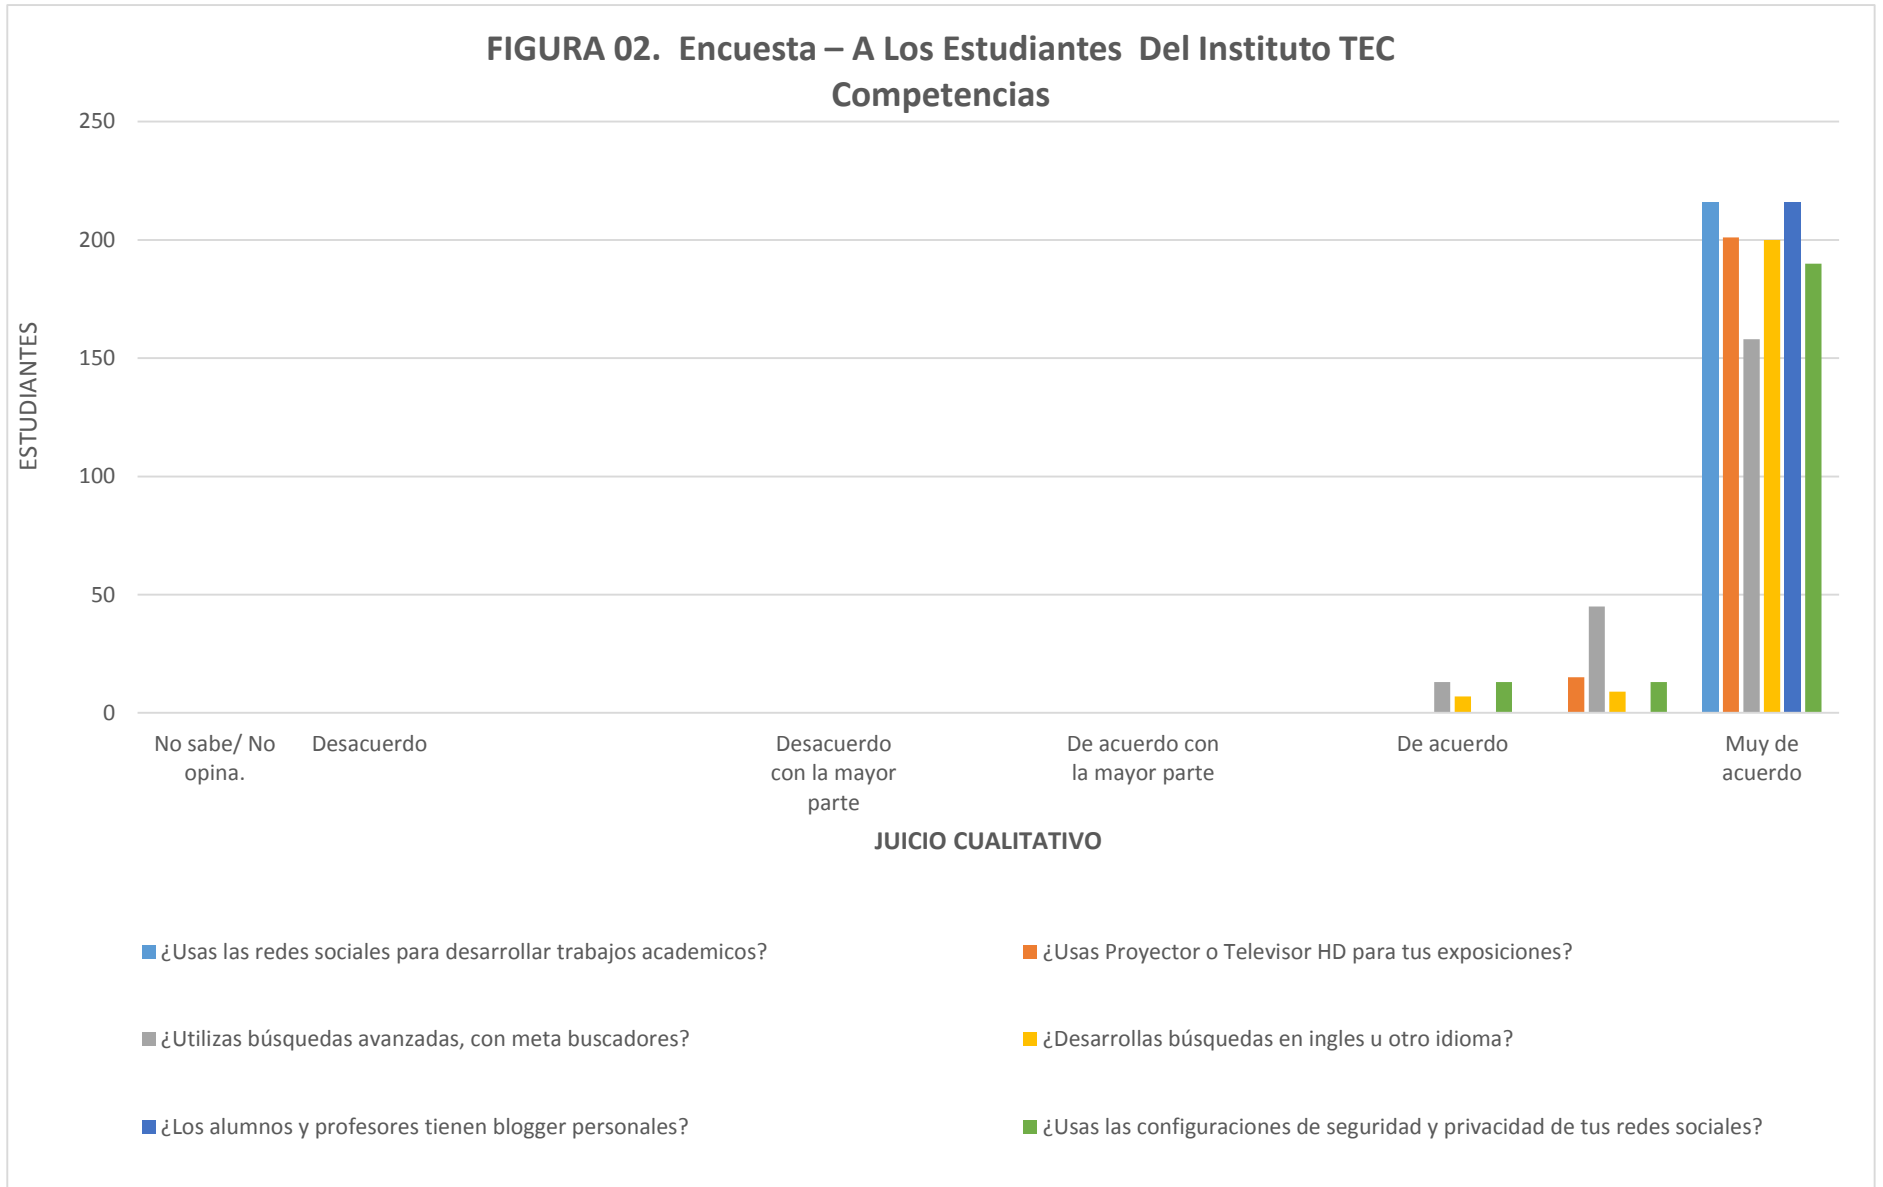 FIGURA 02. Encuesta – A Los Estudiantes Del Instituto TEC
Competencias
250
200
150
100
50
0
ESTUDIANTES
No sabe/ No
opina.
Desacuerdo
Desacuerdo
con la mayor
parte
De acuerdo con
la mayor parte
De acuerdo
Muy de
acuerdo
JUICIO CUALITATIVO
¿Usas las redes sociales para desarrollar trabajos academicos?
¿Usas Proyector o Televisor HD para tus exposiciones?
¿Utilizas búsquedas avanzadas, con meta buscadores?
¿Desarrollas búsquedas en ingles u otro idioma?
¿Los alumnos y profesores tienen blogger personales?
¿Usas las configuraciones de seguridad y privacidad de tus redes sociales?